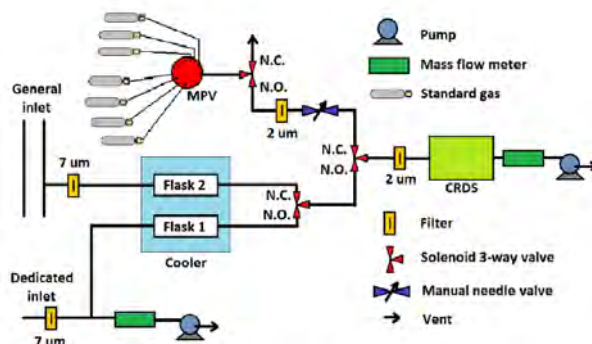 N.C.
N.O.
MPV
2 um
Pump
Mass flow meter
Standard gas
General
inlet
7 um
Flask 2
Flask 1
Cooler
N.C.
N.O.
N.C.
N.O.
2 um
CRDS
Filter
Solenoid 3-way valve
Manual needle valve
Vent
Dedicated
inlet
7 um